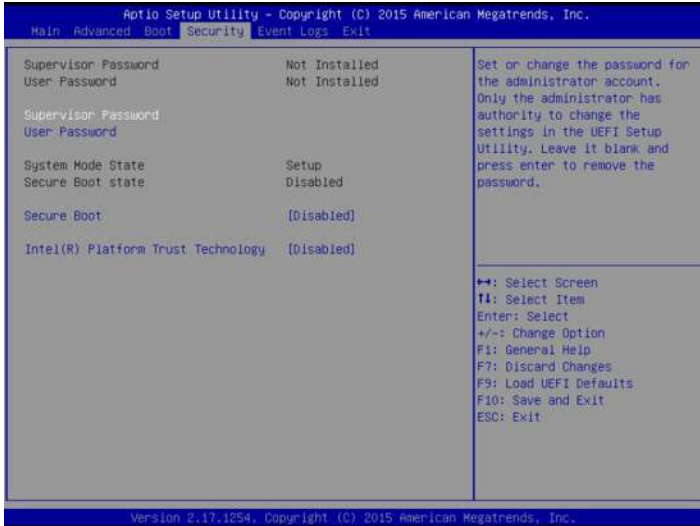 Aptio Setup Utility - Copyright (C) 2015 American Megatrends, Inc.
Main Advanced Boot Security Event Logs Exit
Supervisor Password Not Installed
User Password Not Installed
Supervisor Password
User Password
System Mode State Setup
Secure Boot state Disabled
Secure Boot [Disabled]
Intel(R) Platform Trust Technology [Disabled]
Set or change the password for
the administrator account.
Only the administrator has
authority to change the
settings in the UEFI Setup
Utility. Leave it blank and
press enter to remove the
password.
↔: Select Screen
↑↓: Select Item
Enter: Select
+/-: Change Option
F1: General Help
F7: Discard Changes
F9: Load UEFI Defaults
F10: Save and Exit
ESC: Exit
Version 2.17.1254. Copyright (C) 2015 American Megatrends, Inc.